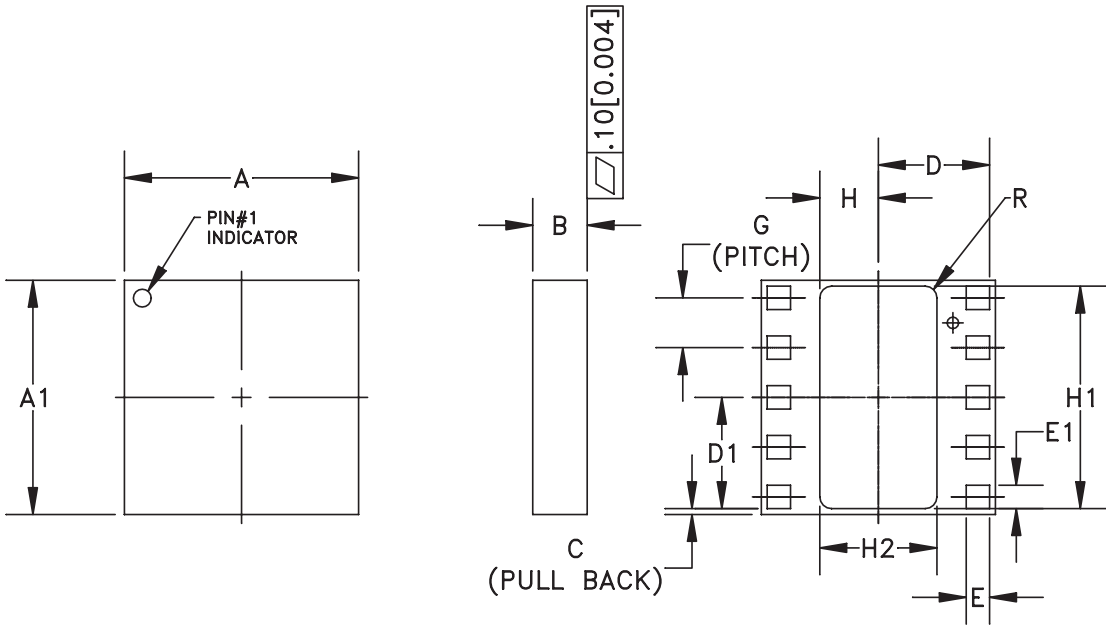 .10[0.004]
A
D
PIN#1
INDICATOR
H
R
B
G
(PITCH)
A1
H1
D1
E1
C
(PULL BACK)
H2
E